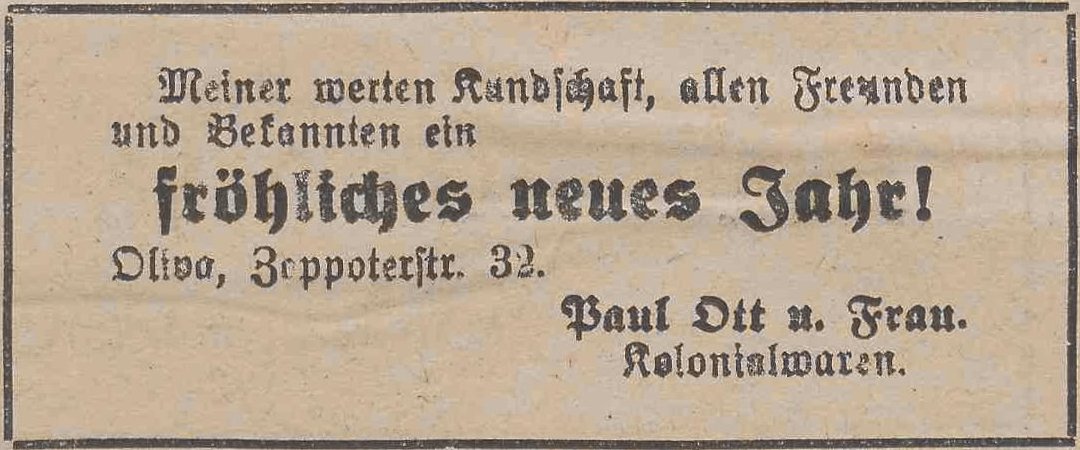 Meiner werten Kundschaft, allen Freunden
und Bekannten ein
fröhliches neues Jahr!
Oliva, Zoppoterstr. 32.
Paul Ott u. Frau.
Kolonialwaren.